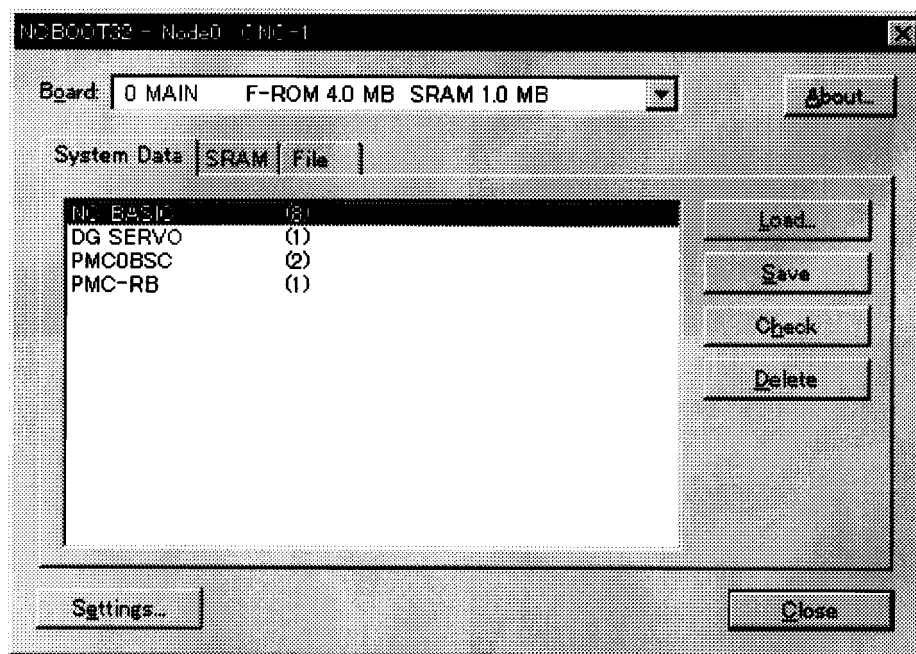 NCBOOT32 - Node0 CNC-1
Board: 0 MAIN F-ROM 4.0 MB SRAM 1.0 MB About...
System Data SRAM File
NC BASIC (8)
DG SERVO (1)
PMC0BSC (2)
PMC-RB (1)
Load...
Save
Check
Delete
Settings... Close